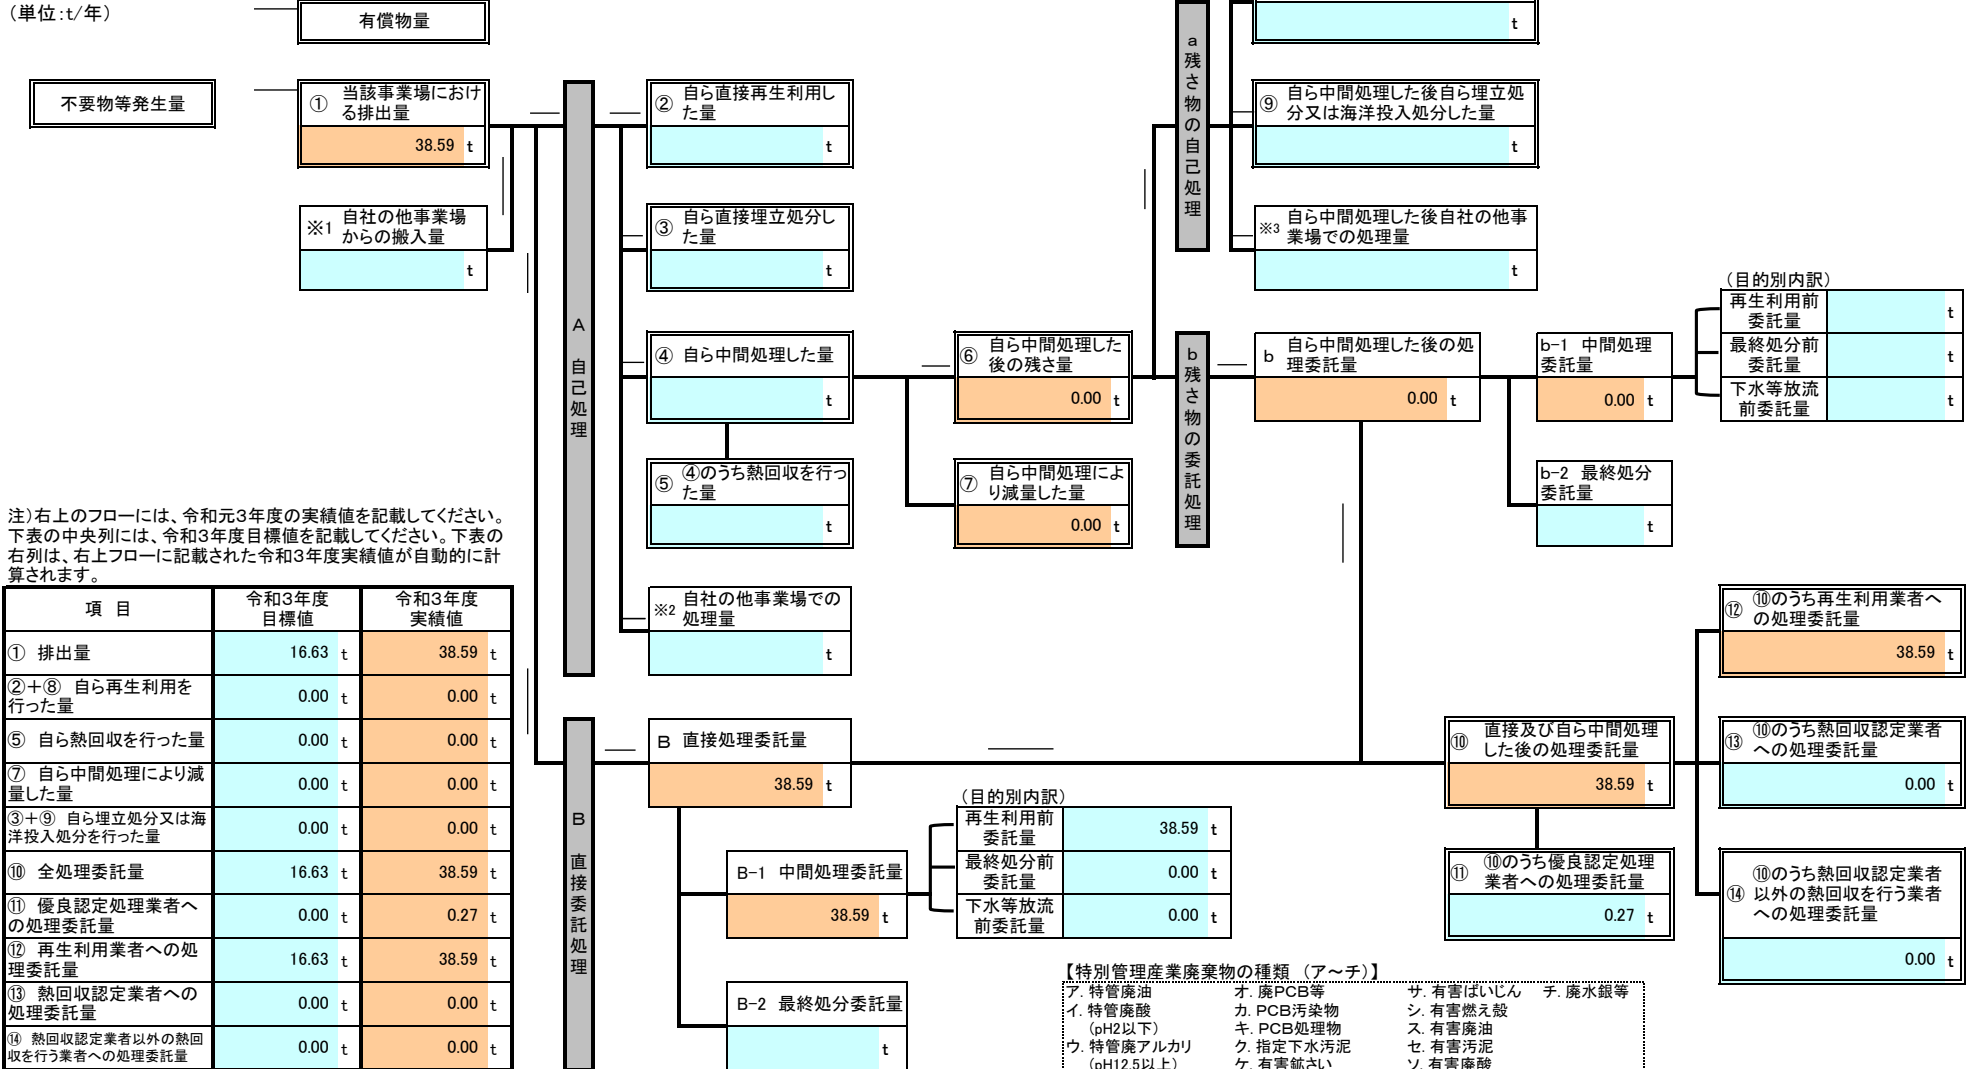 (単位:t/年)
有償物量
不要物等発生量
① 当該事業場におけ
る排出量
38.59 t
※1 自社の他事業場
からの搬入量
t
A 自己処理
② 自ら直接再生利用し
た量
t
③ 自ら直接埋立処分し
た量
t
④ 自ら中間処理した量
t
⑤ ④のうち熱回収を行っ
た量
t
※2 自社の他事業場での
処理量
t
⑥ 自ら中間処理した
後の残さ量
0.00 t
⑦ 自ら中間処理によ
り減量した量
0.00 t
a 残さ物の自己処理
t
⑨ 自ら中間処理した後自ら埋立処
分又は海洋投入処分した量
t
※3 自ら中間処理した後自社の他事
業場での処理量
t
b 残さ物の委託処理
b 自ら中間処理した後の処
理委託量
0.00 t
b-1 中間処理
委託量
0.00 t
b-2 最終処分
委託量
t
(目的別内訳)
再生利用前
委託量
t
最終処分前
委託量
t
下水等放流
前委託量
t
注)右上のフローには、令和元3年度の実績値を記載してください。
下表の中央列には、令和3年度目標値を記載してください。下表の
右列は、右上フローに記載された令和3年度実績値が自動的に計
算されます。
項 目 令和3年度 目標値 令和3年度 実績値
① 排出量 16.63 t 38.59 t
②+⑧ 自ら再生利用を
行った量 0.00 t 0.00 t
⑤ 自ら熱回収を行った量 0.00 t 0.00 t
⑦ 自ら中間処理により減
量した量 0.00 t 0.00 t
③+⑨ 自ら埋立処分又は海
洋投入処分を行った量 0.00 t 0.00 t
⑩ 全処理委託量 16.63 t 38.59 t
⑪ 優良認定処理業者へ
の処理委託量 0.00 t 0.27 t
⑫ 再生利用業者への処
理委託量 16.63 t 38.59 t
⑬ 熱回収認定業者への
処理委託量 0.00 t 0.00 t
⑭ 熱回収認定業者以外の熱回
収を行う業者への処理委託量 0.00 t 0.00 t
B 直接委託処理
B 直接処理委託量
38.59 t
B-1 中間処理委託量
38.59 t
B-2 最終処分委託量
t
(目的別内訳)
再生利用前
委託量
38.59 t
最終処分前
委託量
0.00 t
下水等放流
前委託量
0.00 t
⑩ 直接及び自ら中間処理
した後の処理委託量
38.59 t
⑪ ⑩のうち優良認定処理
業者への処理委託量
0.27 t
⑫ ⑩のうち再生利用業者へ
の処理委託量
38.59 t
⑬ ⑩のうち熱回収認定業者
への処理委託量
0.00 t
⑭ ⑩のうち熱回収認定業者
以外の熱回収を行う業者
への処理委託量
0.00 t
【特別管理産業廃棄物の種類 (ア~チ)】
ア. 特管廃油 オ. 廃PCB等 サ. 有害ばいじん チ. 廃水銀等
イ. 特管廃酸 カ. PCB汚染物 シ. 有害燃え殻
(pH2以下) キ. PCB処理物 ス. 有害廃油
ウ. 特管廃アルカリ ク. 指定下水汚泥 セ. 有害汚泥
(pH12.5以上) ケ. 有害鉱さい ソ. 有害廃酸